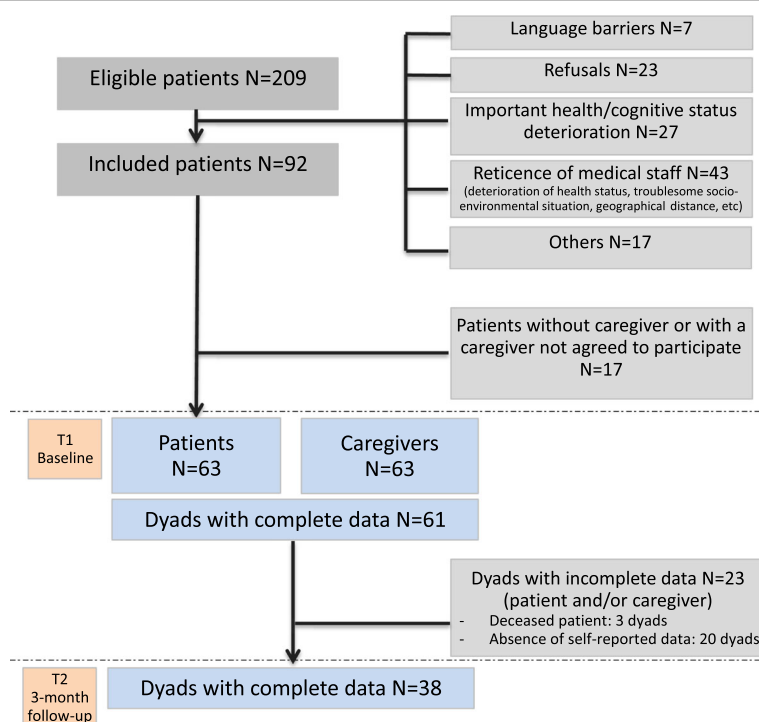 Eligible patients N=209
Language barriers N=7
Refusals N=23
Important health/cognitive status
deterioration N=27
Included patients N=92
Reticence of medical staff N=43
(deterioration of health status, troublesome socio-
environmental situation, geographical distance, etc)
Others N=17
Patients without caregiver or with a
caregiver not agreed to participate
N=17
T1
Baseline
Patients
N=63
Caregivers
N=63
Dyads with complete data N=61
Dyads with incomplete data N=23
(patient and/or caregiver)
- Deceased patient: 3 dyads
- Absence of self-reported data: 20 dyads
T2
3-month
follow-up
Dyads with complete data N=38